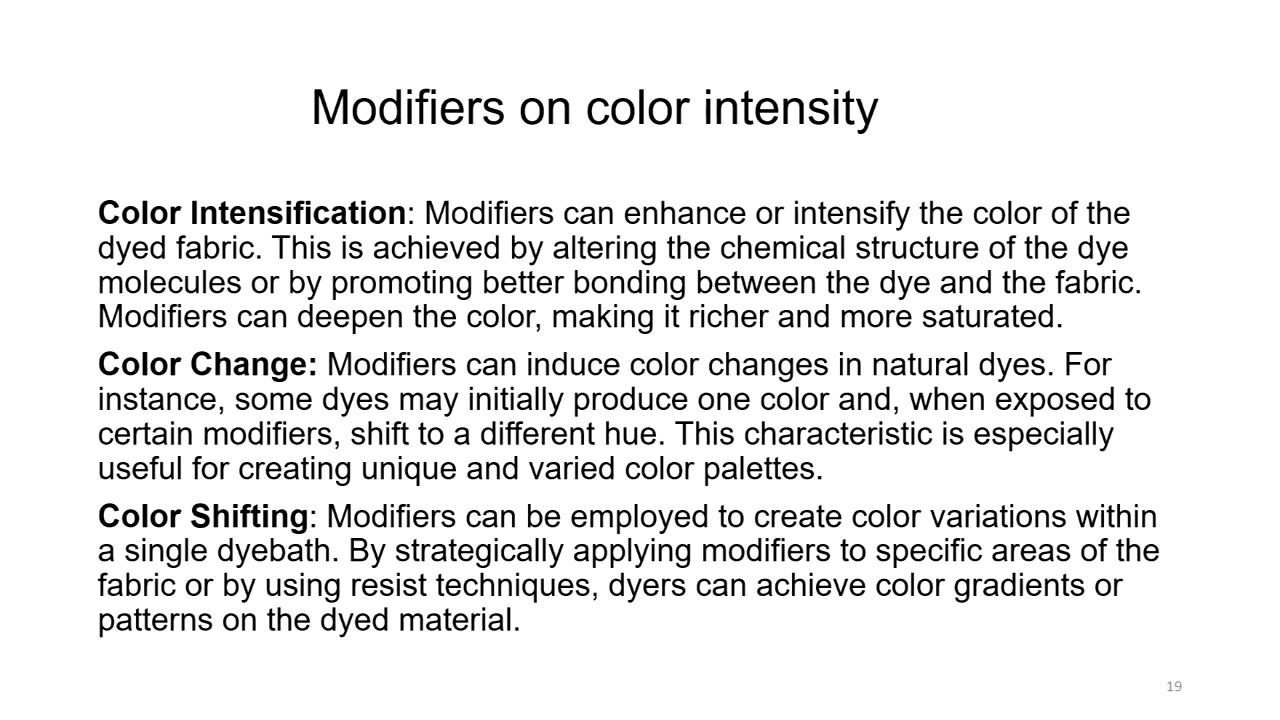 Modifiers on color intensity
Color Intensification: Modifiers can enhance or intensify the color of the
dyed fabric. This is achieved by altering the chemical structure of the dye
molecules or by promoting better bonding between the dye and the fabric.
Modifiers can deepen the color, making it richer and more saturated.
Color Change: Modifiers can induce color changes in natural dyes. For
instance, some dyes may initially produce one color and, when exposed to
certain modifiers, shift to a different hue. This characteristic is especially
useful for creating unique and varied color palettes.
Color Shifting: Modifiers can be employed to create color variations within
a single dyebath. By strategically applying modifiers to specific areas of the
fabric or by using resist techniques, dyers can achieve color gradients or
patterns on the dyed material.
19